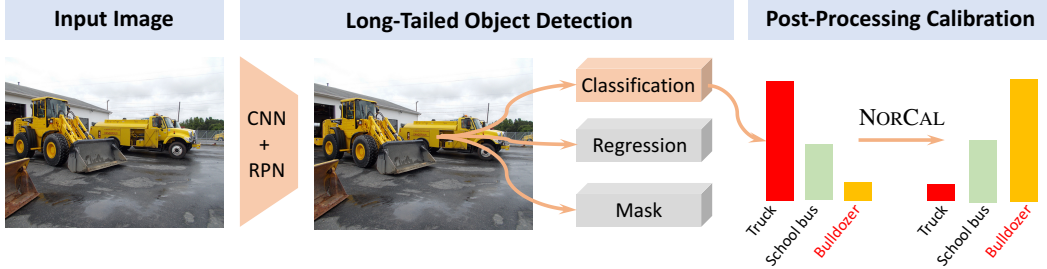 Input Image
Long-Tailed Object Detection
Post-Processing Calibration
CNN
+
RPN
Classification
Regression
Mask
NORCAL
Truck
School bus
Bulldozer
Truck
School bus
Bulldozer